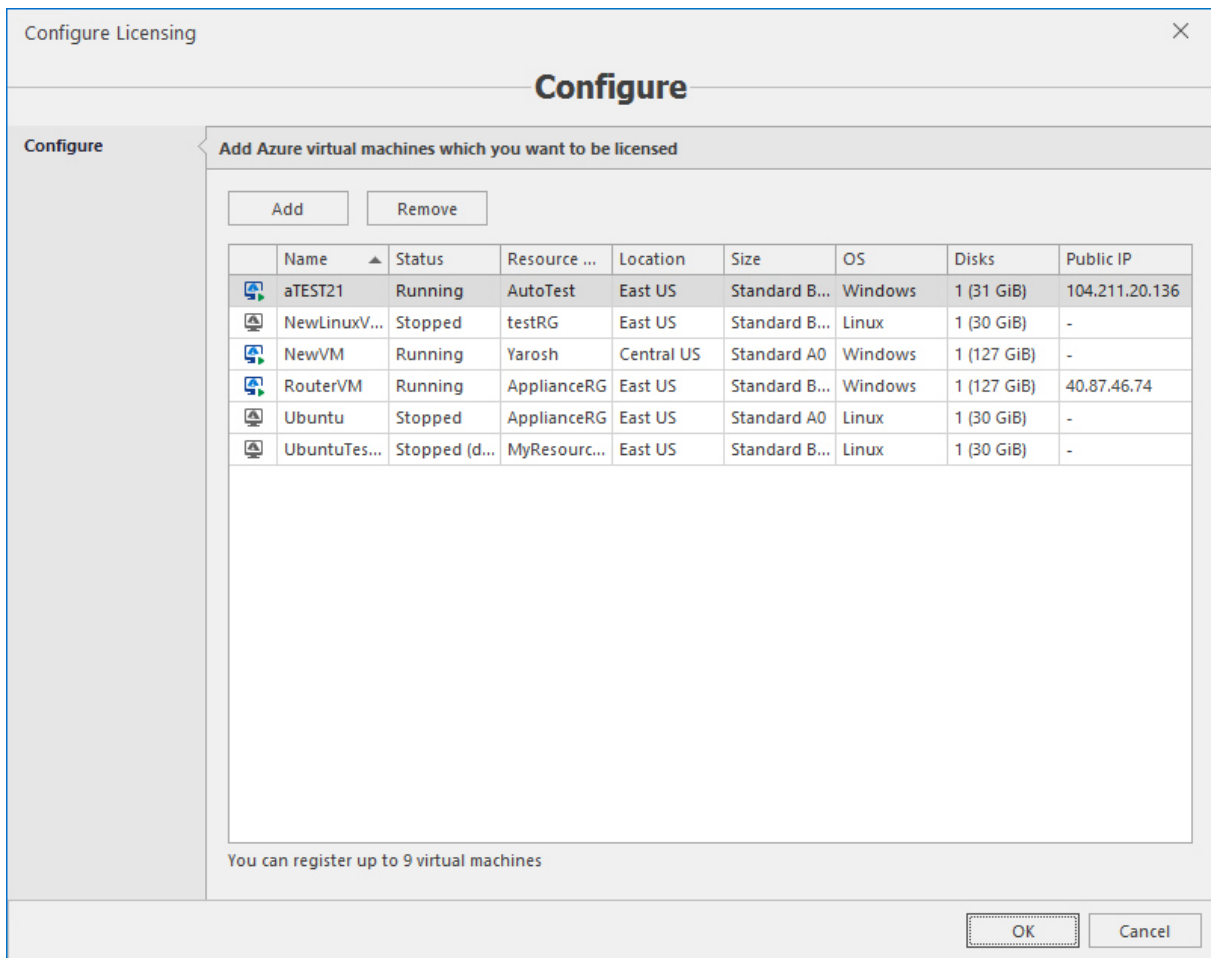 Configure Licensing
Configure
Configure
Add Azure virtual machines which you want to be licensed
Add Remove
Name Status Resource ... Location Size OS Disks Public IP
aTEST21 Running AutoTest East US Standard B... Windows 1 (31 GiB) 104.211.20.136
NewLinuxV... Stopped testRG East US Standard B... Linux 1 (30 GiB) -
NewVM Running Yarosh Central US Standard A0 Windows 1 (127 GiB) -
RouterVM Running ApplianceRG East US Standard B... Windows 1 (127 GiB) 40.87.46.74
Ubuntu Stopped ApplianceRG East US Standard A0 Linux 1 (30 GiB) -
UbuntuTes... Stopped (d... MyResourc... East US Standard B... Linux 1 (30 GiB) -
You can register up to 9 virtual machines
OK Cancel